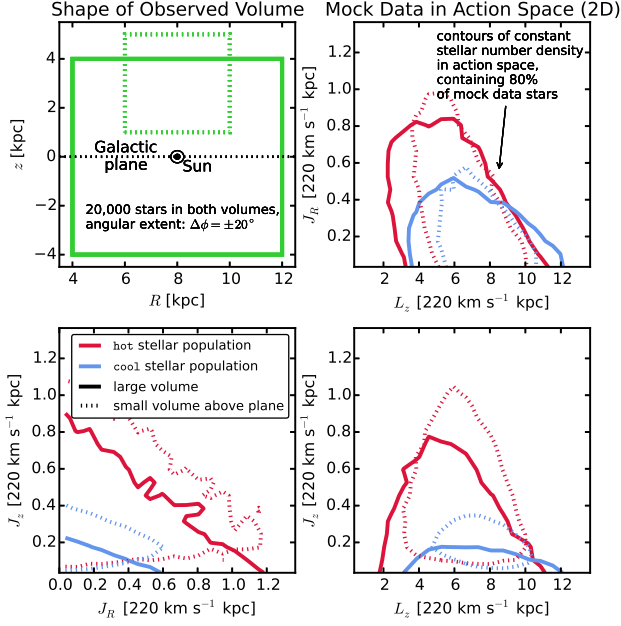 Shape of Observed Volume
Mock Data in Action Space (2D)
4
2
0
−2
−4
z [kpc]
Galactic
plane
Sun
20,000 stars in both volumes,
angular extent: Δϕ = ±20°
4 6 8 10 12
R [kpc]
1.2
1.0
0.8
0.6
0.4
0.2
J_R [220 km s⁻¹ kpc]
contours of constant
stellar number density
in action space,
containing 80%
of mock data stars
2 4 6 8 10 12
L_z [220 km s⁻¹ kpc]
1.2
1.0
0.8
0.6
0.4
0.2
J_z [220 km s⁻¹ kpc]
hot stellar population
cool stellar population
large volume
small volume above plane
0.0 0.2 0.4 0.6 0.8 1.0 1.2
J_R [220 km s⁻¹ kpc]
1.2
1.0
0.8
0.6
0.4
0.2
J_z [220 km s⁻¹ kpc]
2 4 6 8 10 12
L_z [220 km s⁻¹ kpc]